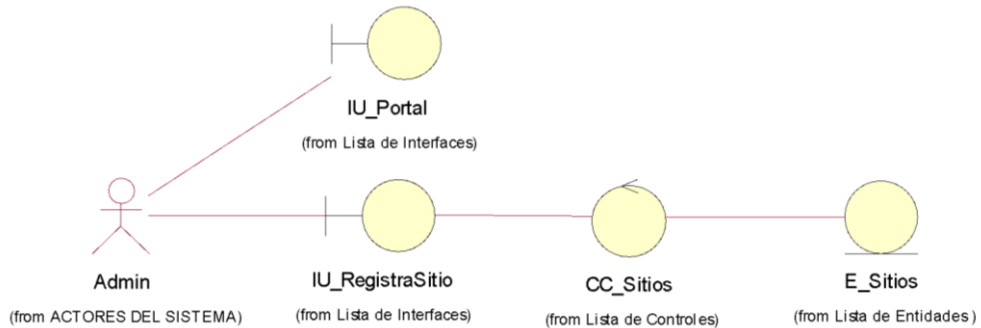 IU_Portal
(from Lista de Interfaces)
Admin
(from ACTORES DEL SISTEMA)
IU_RegistraSitio
(from Lista de Interfaces)
CC_Sitios
(from Lista de Controles)
E_Sitios
(from Lista de Entidades)